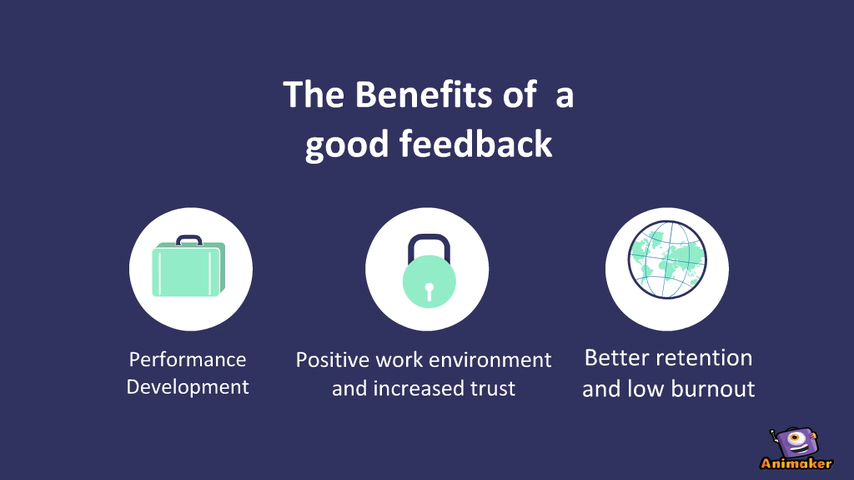 The Benefits of  a
good feedback
Performance
Development
Positive work environment
and increased trust
Better retention
and low burnout
Animaker